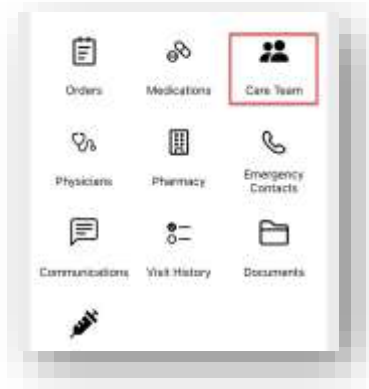 Orders Medications Care Team
Physicians Pharmacy Emergency
Contacts
Communications Visit History Documents